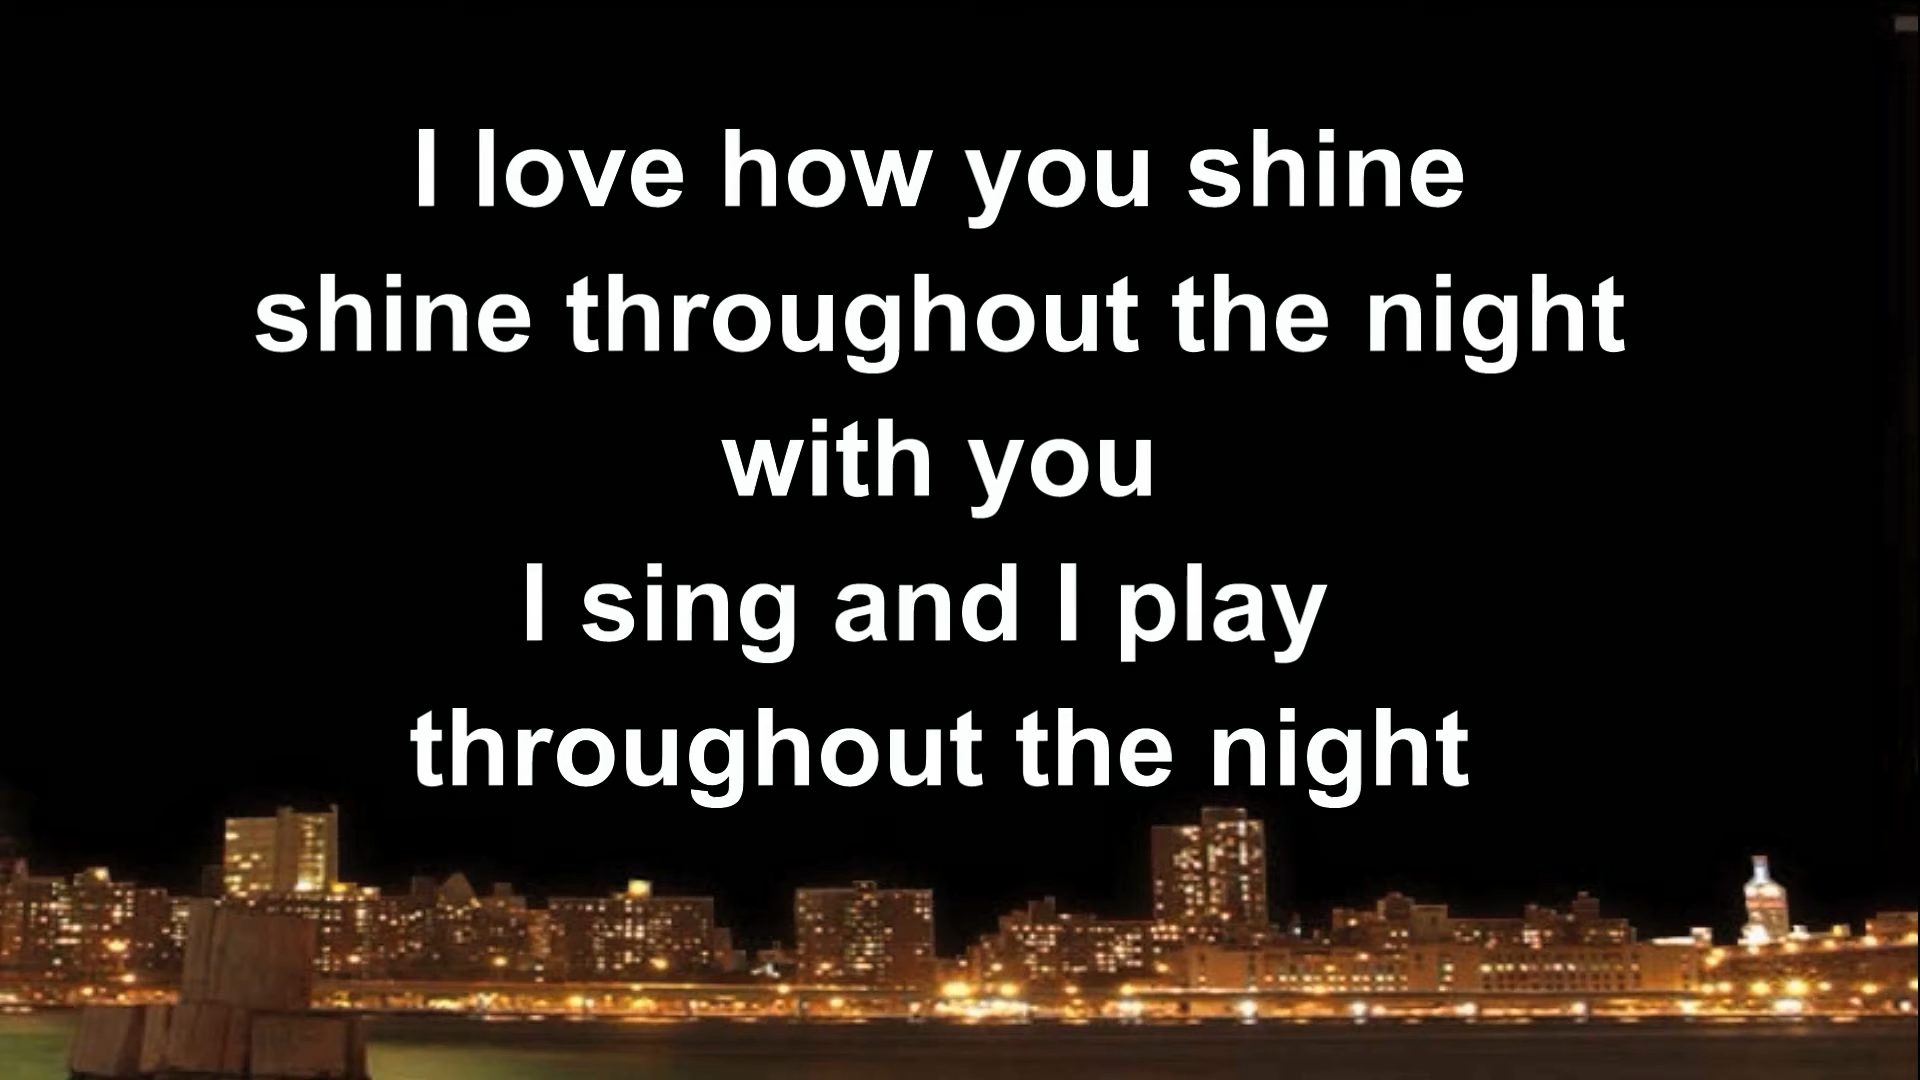 I love how you shine
shine throughout the night
with you
I sing and I play
throughout the night